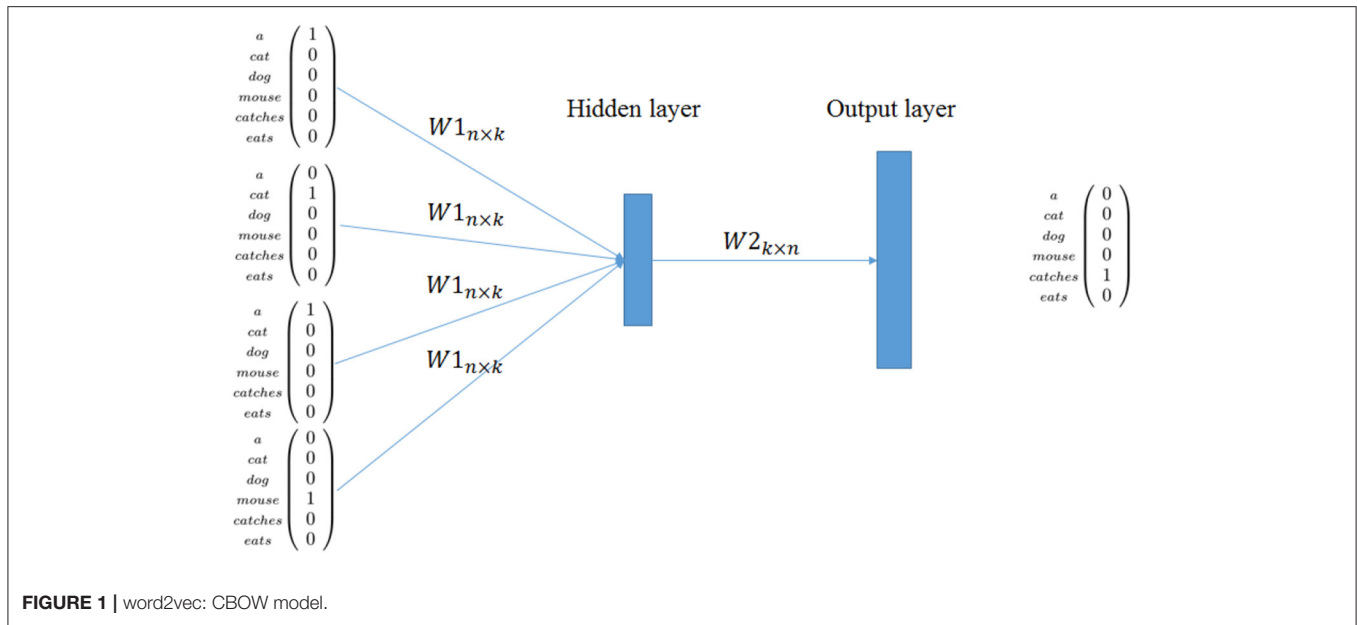 a 1
cat 0
dog 0
mouse 0
catches 0
eats 0
a 0
cat 1
dog 0
mouse 0
catches 0
eats 0
a 1
cat 0
dog 0
mouse 0
catches 0
eats 0
a 0
cat 0
dog 0
mouse 1
catches 0
eats 0
W1n×k
W1n×k
W1n×k
W1n×k
Hidden layer
W2k×n
Output layer
a 0
cat 0
dog 0
mouse 0
catches 1
eats 0
FIGURE 1 | word2vec: CBOW model.